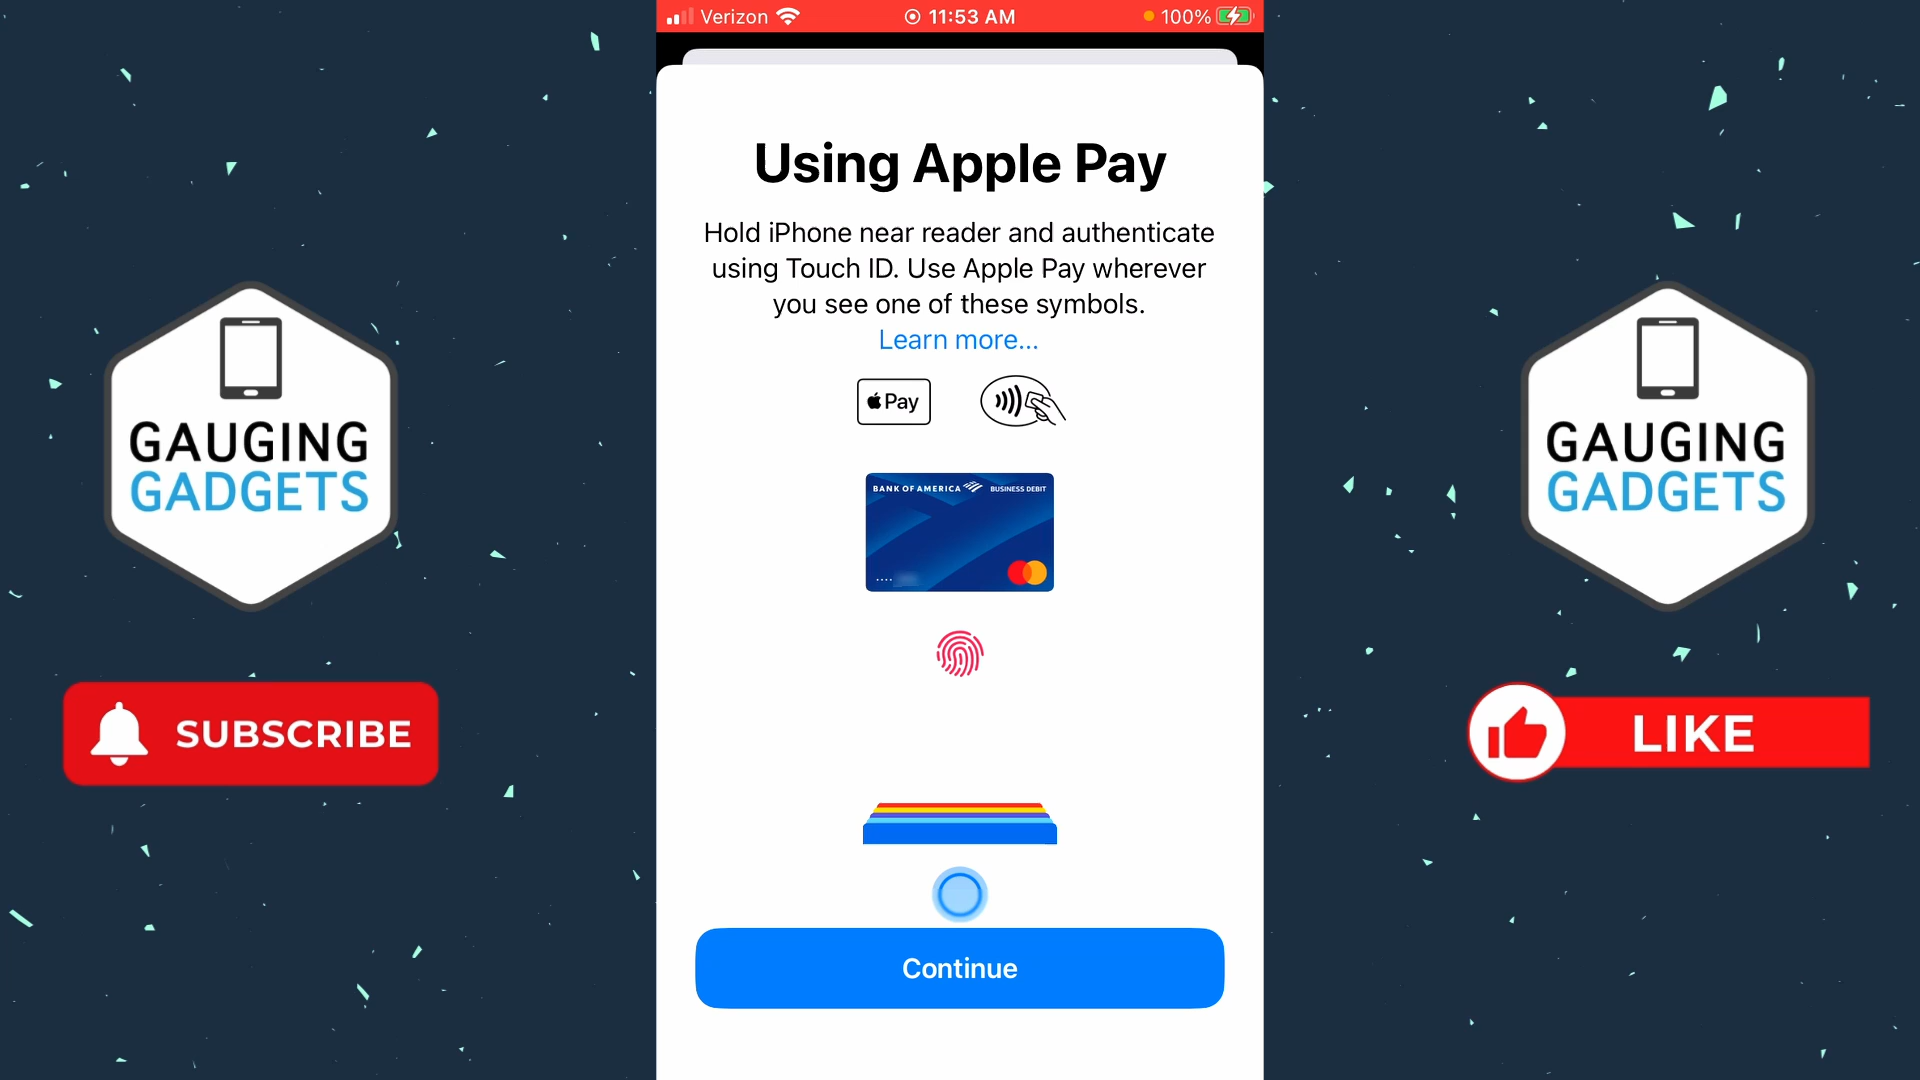 Verizon
11:53 AM
100%
Using Apple Pay
Hold iPhone near reader and authenticate
using Touch ID. Use Apple Pay wherever
you see one of these symbols.
Learn more...
Pay
BANK OF AMERICA BUSINESS DEBIT
Continue
GAUGING
GADGETS
SUBSCRIBE
GAUGING
GADGETS
LIKE